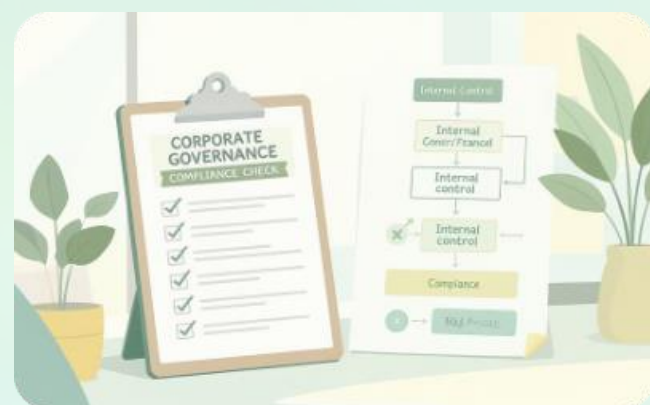 CORPORATE
GOVERNANCE
COMPLIANCE CHECK
Internal Control
Internal
Internal
control
Internal
control
Compliance